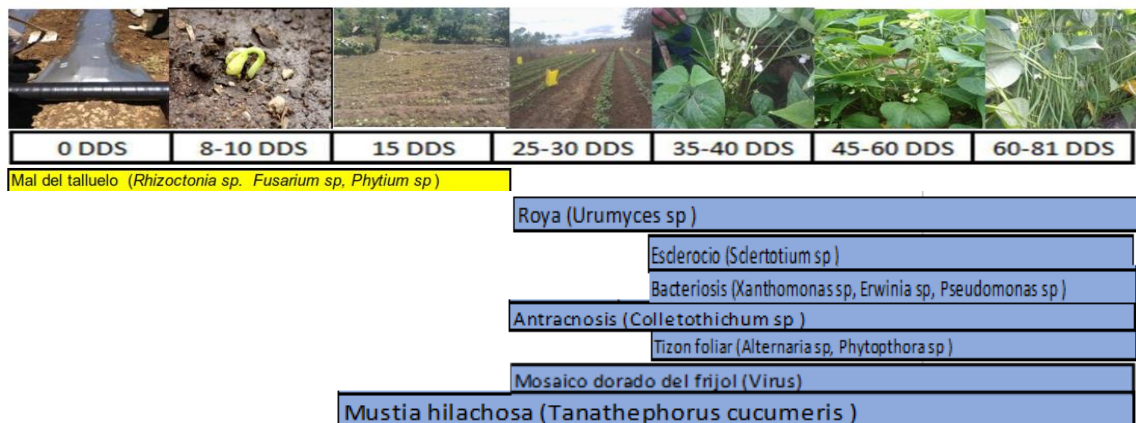 0 DDS 8-10 DDS 15 DDS 25-30 DDS 35-40 DDS 45-60 DDS 60-81 DDS
Mal del talluelo (Rhizoctonia sp. Fusarium sp, Phytium sp)
Roya (Urumyces sp )
Esclerocio (Sclertotium sp )
Bacteriosis (Xanthomonas sp, Erwinia sp, Pseudomonas sp )
Antracnosis (Colletothichum sp )
Tizon foliar (Alternaria sp, Phytopthora sp )
Mosaico dorado del frijol (Virus)
Mustia hilachosa (Tanathephorus cucumeris )